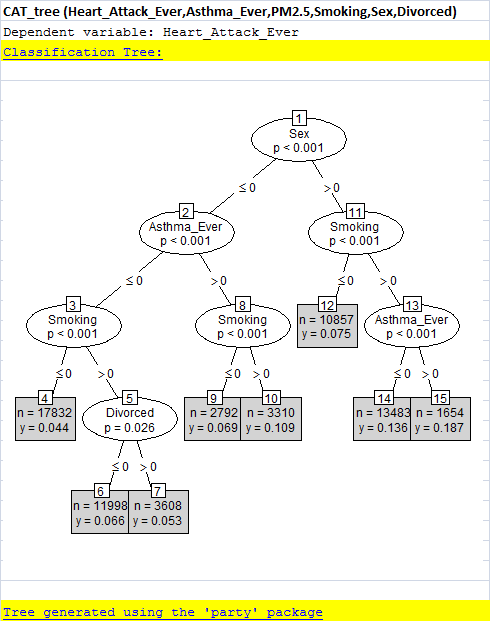 CAT_tree (Heart_Attack_Ever,Asthma_Ever,PM2.5,Smoking,Sex,Divorced)
Dependent variable: Heart_Attack_Ever
Classification Tree:
1
Sex
p < 0.001
≤ 0
> 0
2
Asthma_Ever
p < 0.001
11
Smoking
p < 0.001
≤ 0
> 0
≤ 0
> 0
3
Smoking
p < 0.001
8
Smoking
p < 0.001
12
n = 10857
y = 0.075
13
Asthma_Ever
p < 0.001
≤ 0
> 0
≤ 0
> 0
≤ 0
> 0
4
n = 17832
y = 0.044
5
Divorced
p = 0.026
9
n = 2792
y = 0.069
10
n = 3310
y = 0.109
14
n = 13483
y = 0.136
15
n = 1654
y = 0.187
≤ 0
> 0
6
n = 11998
y = 0.066
7
n = 3608
y = 0.053
Tree generated using the 'party' package